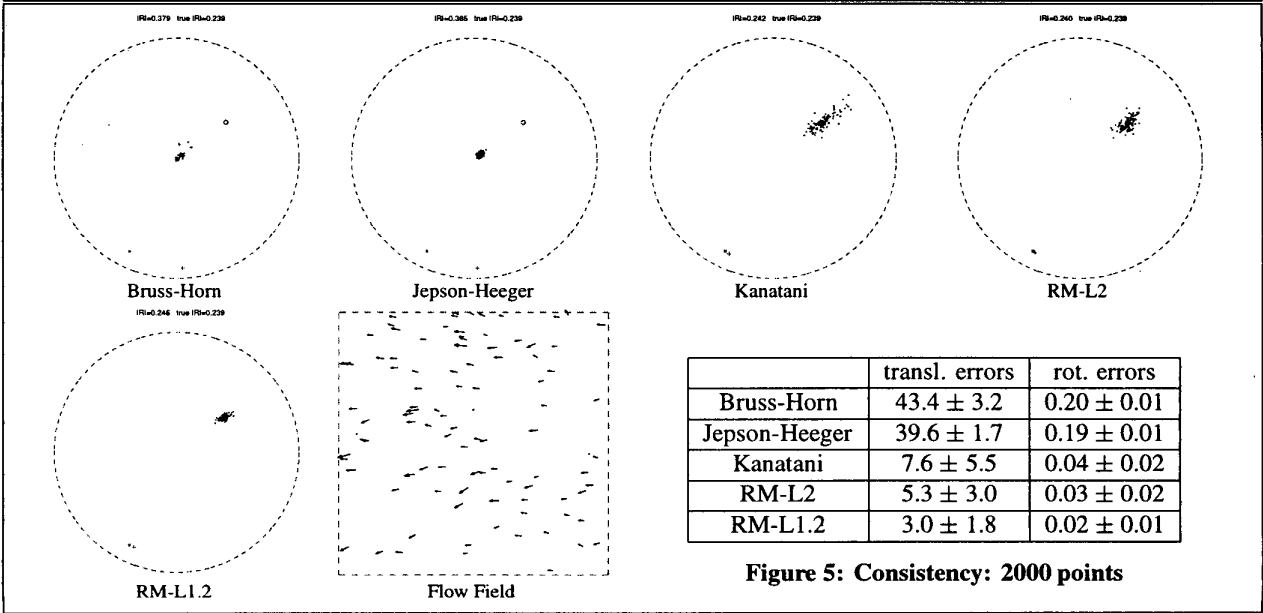 |R|=0.379 true |R|=0.239
|R|=0.365 true |R|=0.239
|R|=0.242 true |R|=0.239
|R|=0.240 true |R|=0.239
Bruss-Horn
Jepson-Heeger
Kanatani
RM-L2
|R|=0.246 true |R|=0.239
RM-L1.2
Flow Field
transl. errors rot. errors
Bruss-Horn 43.4 ± 3.2 0.20 ± 0.01
Jepson-Heeger 39.6 ± 1.7 0.19 ± 0.01
Kanatani 7.6 ± 5.5 0.04 ± 0.02
RM-L2 5.3 ± 3.0 0.03 ± 0.02
RM-L1.2 3.0 ± 1.8 0.02 ± 0.01
Figure 5: Consistency: 2000 points